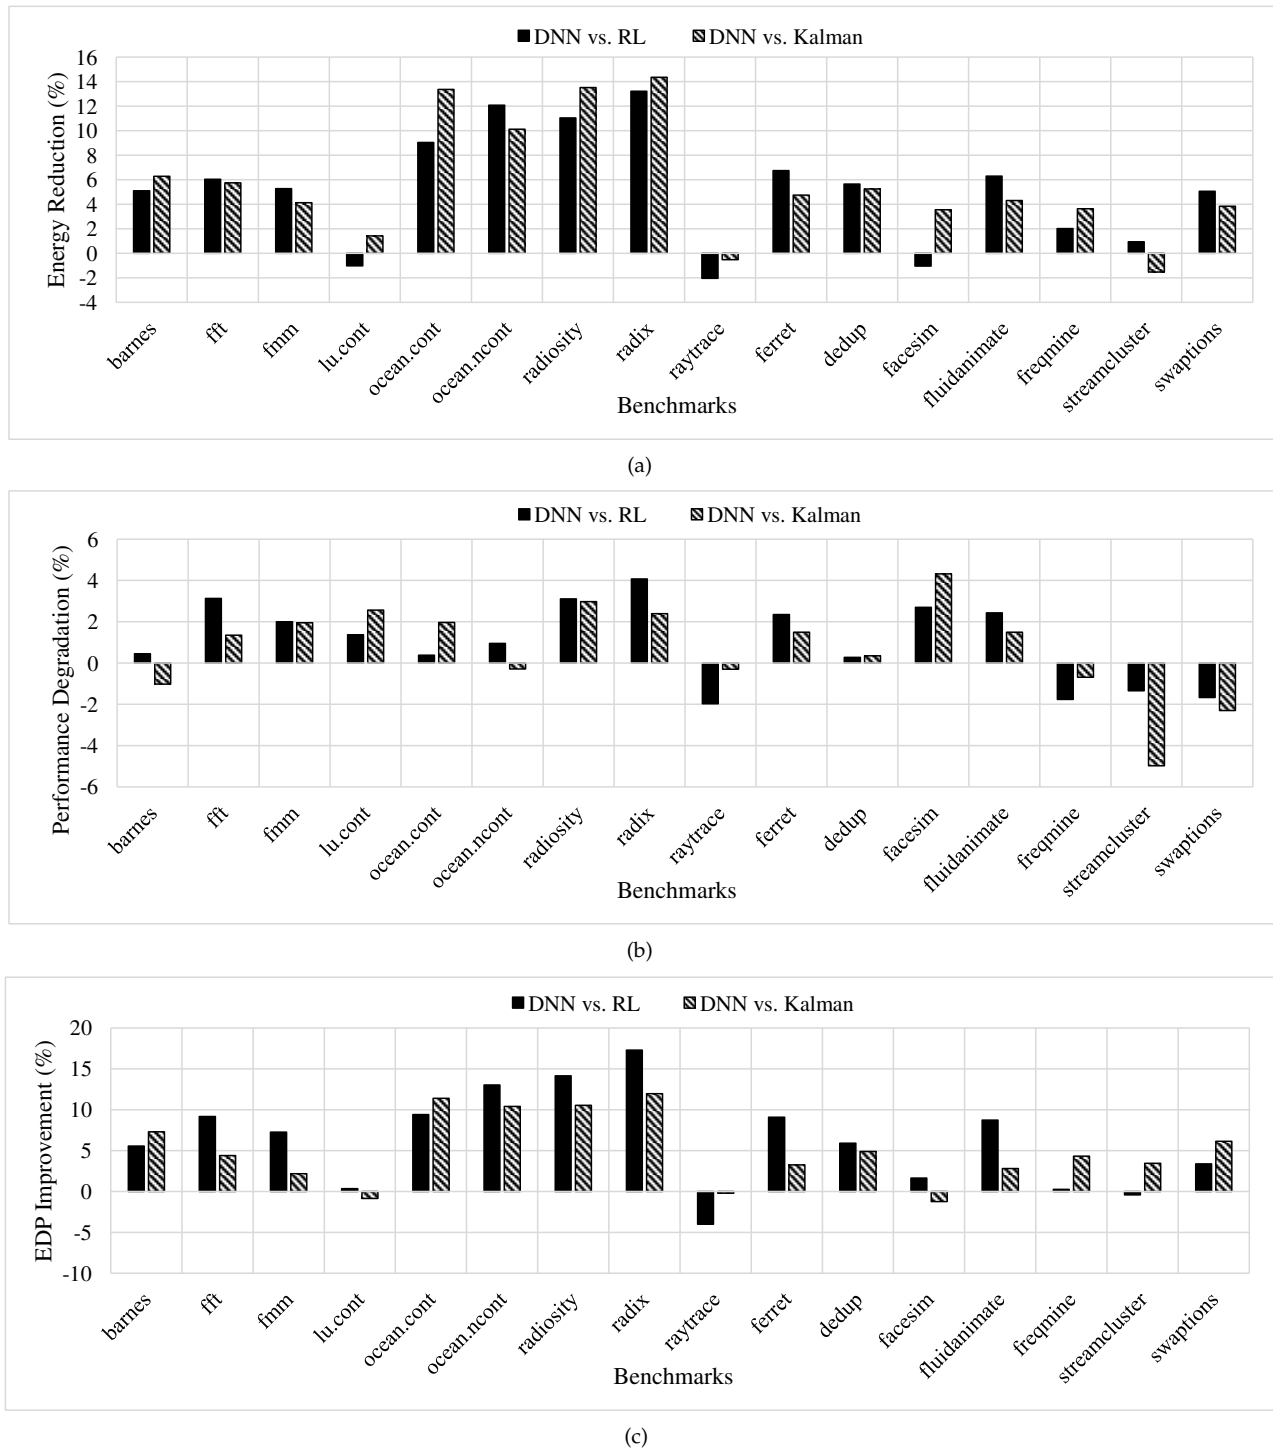 DNN vs. RL DNN vs. Kalman
16
14
12
10
8
6
4
2
0
-2
-4
Energy Reduction (%)
barnes fft fmm lu.cont ocean.cont ocean.ncont radiosity radix raytrace ferret dedup facesim fluidanimate freqmine streamcluster swaptions
Benchmarks
(a)
DNN vs. RL DNN vs. Kalman
6
4
2
0
-2
-4
-6
Performance Degradation (%)
barnes fft fmm lu.cont ocean.cont ocean.ncont radiosity radix raytrace ferret dedup facesim fluidanimate freqmine streamcluster swaptions
Benchmarks
(b)
DNN vs. RL DNN vs. Kalman
20
15
10
5
0
-5
-10
EDP Improvement (%)
barnes fft fmm lu.cont ocean.cont ocean.ncont radiosity radix raytrace ferret dedup facesim fluidanimate freqmine streamcluster swaptions
Benchmarks
(c)